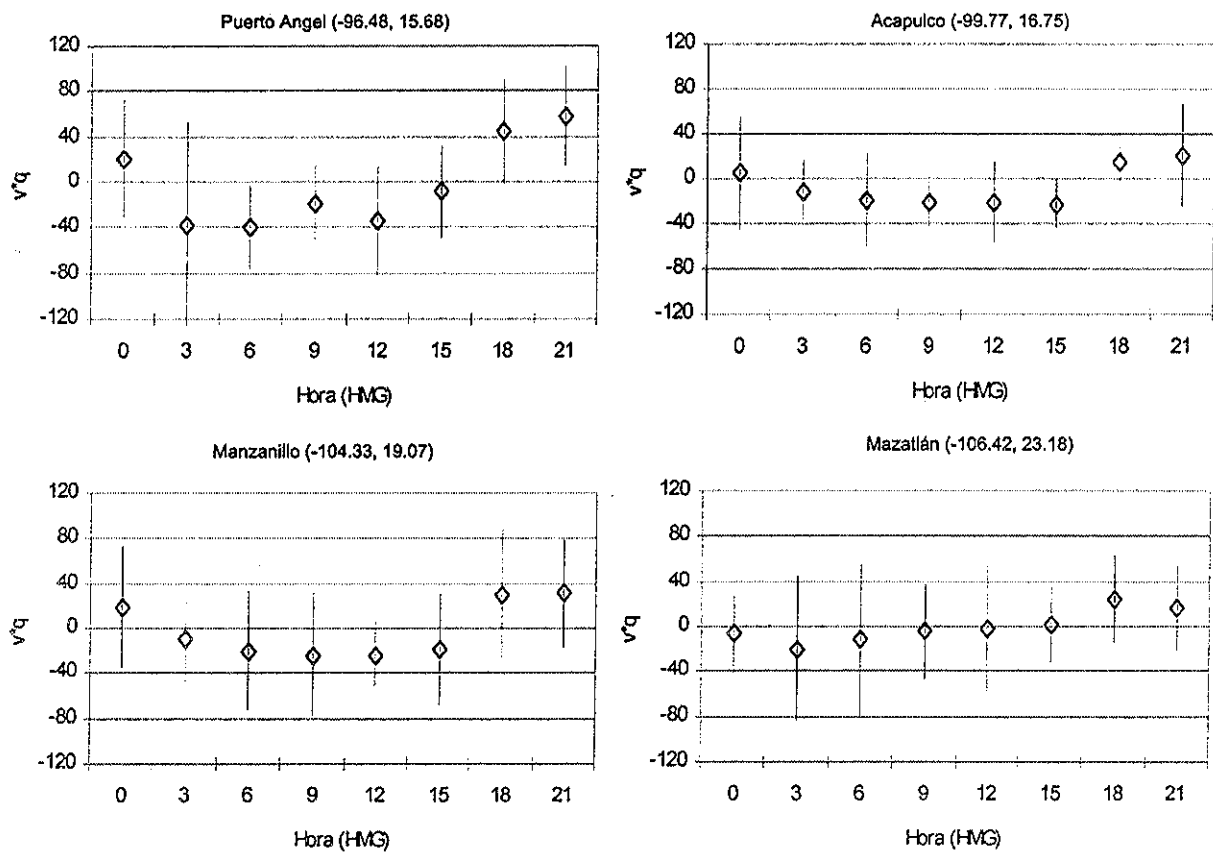 Puerto Angel (-96.48, 15.68)
120
80
40
0
-40
-80
-120
v*q
0 3 6 9 12 15 18 21
Hora (HMG)
Acapulco (-99.77, 16.75)
120
80
40
0
-40
-80
-120
v*q
0 3 6 9 12 15 18 21
Hora (HMG)
Manzanillo (-104.33, 19.07)
120
80
40
0
-40
-80
-120
v*q
0 3 6 9 12 15 18 21
Hora (HMG)
Mazatlán (-106.42, 23.18)
120
80
40
0
-40
-80
-120
v*q
0 3 6 9 12 15 18 21
Hora (HMG)